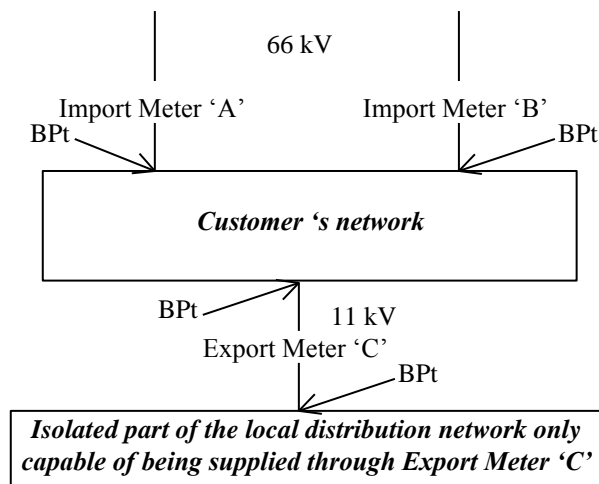 66 kV
Import Meter ‘A’
Import Meter ‘B’
BPt
BPt
Customer ‘s network
BPt
11 kV
Export Meter ‘C’
BPt
Isolated part of the local distribution network only
capable of being supplied through Export Meter ‘C’